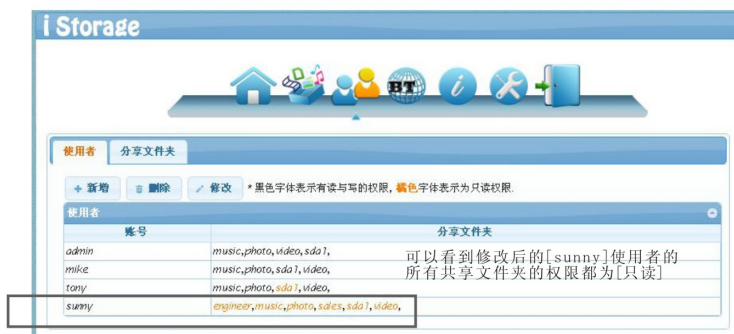 i Storage
BT
使用者 分享文件夹
新增 删除 修改 *黑色字体表示有读与写的权限, 橘色字体表示为只读权限.
使用者
账号 分享文件夹
admin music,photo,video,sda1,
mike music,photo,sda1,video,
tony music,photo,sda1,video,
sunny engineer,music,photo,sales,sda1,video,
可以看到修改后的[sunny]使用者的
所有共享文件夹的权限都为[只读]